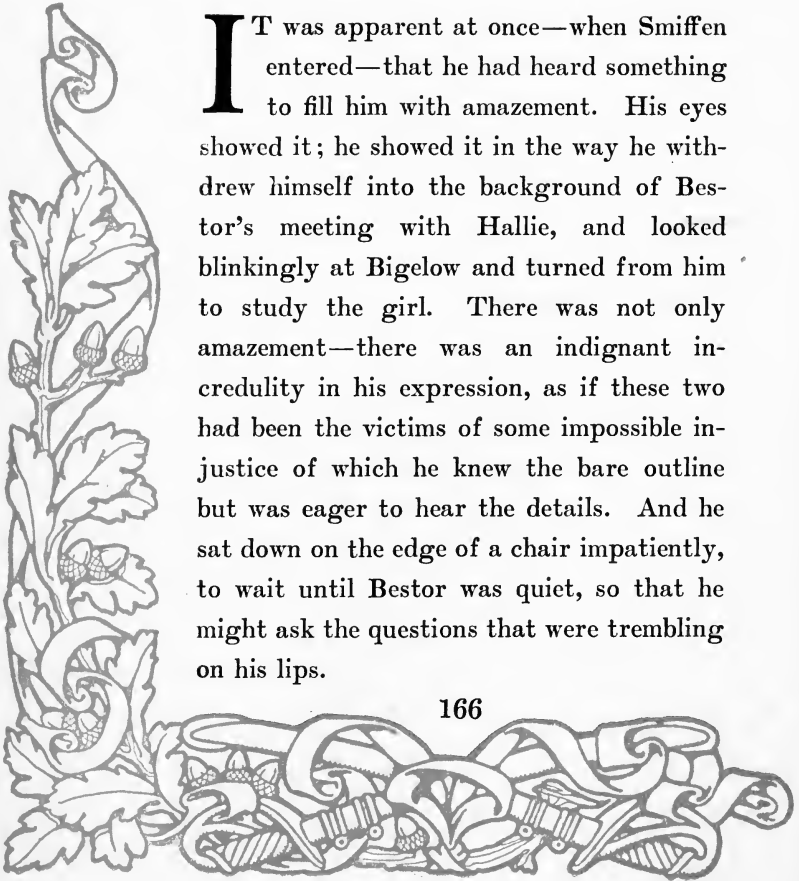 IT was apparent at once—when Smiffen
entered—that he had heard something
to fill him with amazement. His eyes
showed it; he showed it in the way he with-
drew himself into the background of Bes-
tor's meeting with Hallie, and looked
blinkingly at Bigelow and turned from him
to study the girl. There was not only
amazement—there was an indignant in-
credulity in his expression, as if these two
had been the victims of some impossible in-
justice of which he knew the bare outline
but was eager to hear the details. And he
sat down on the edge of a chair impatiently,
to wait until Bestor was quiet, so that he
might ask the questions that were trembling
on his lips.
166